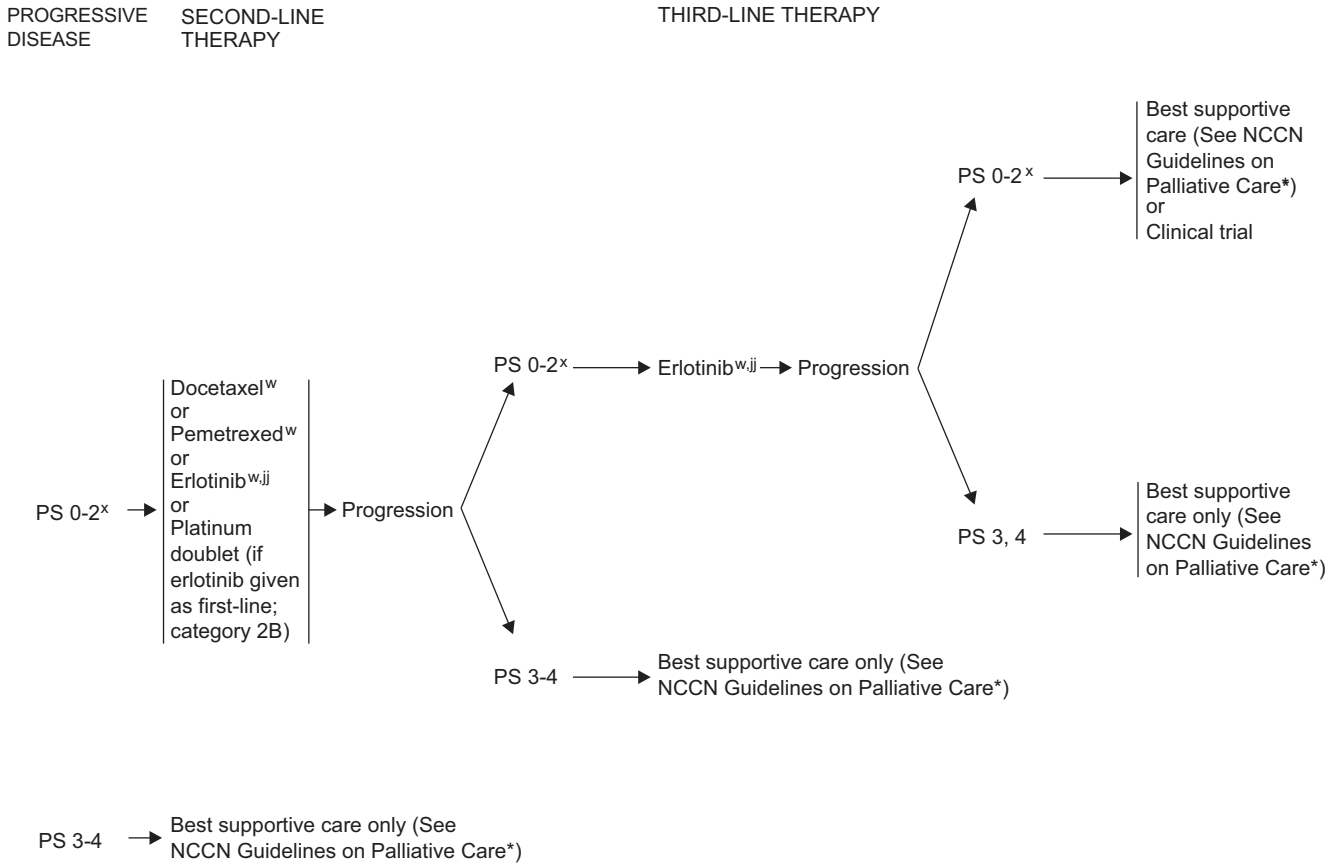 PROGRESSIVE
DISEASE
SECOND-LINE
THERAPY
THIRD-LINE THERAPY
Best supportive
care (See NCCN
Guidelines on
Palliative Care*)
or
Clinical trial
PS 0-2x
PS 0-2x
Erlotinibw,jj
Progression
Docetaxelw
or
Pemetrexedw
or
Erlotinibw,jj
or
Platinum
doublet (if
erlotinib given
as first-line;
category 2B)
PS 0-2x
Progression
PS 3, 4
Best supportive
care only (See
NCCN Guidelines
on Palliative Care*)
PS 3-4
Best supportive care only (See
NCCN Guidelines on Palliative Care*)
PS 3-4
Best supportive care only (See
NCCN Guidelines on Palliative Care*)